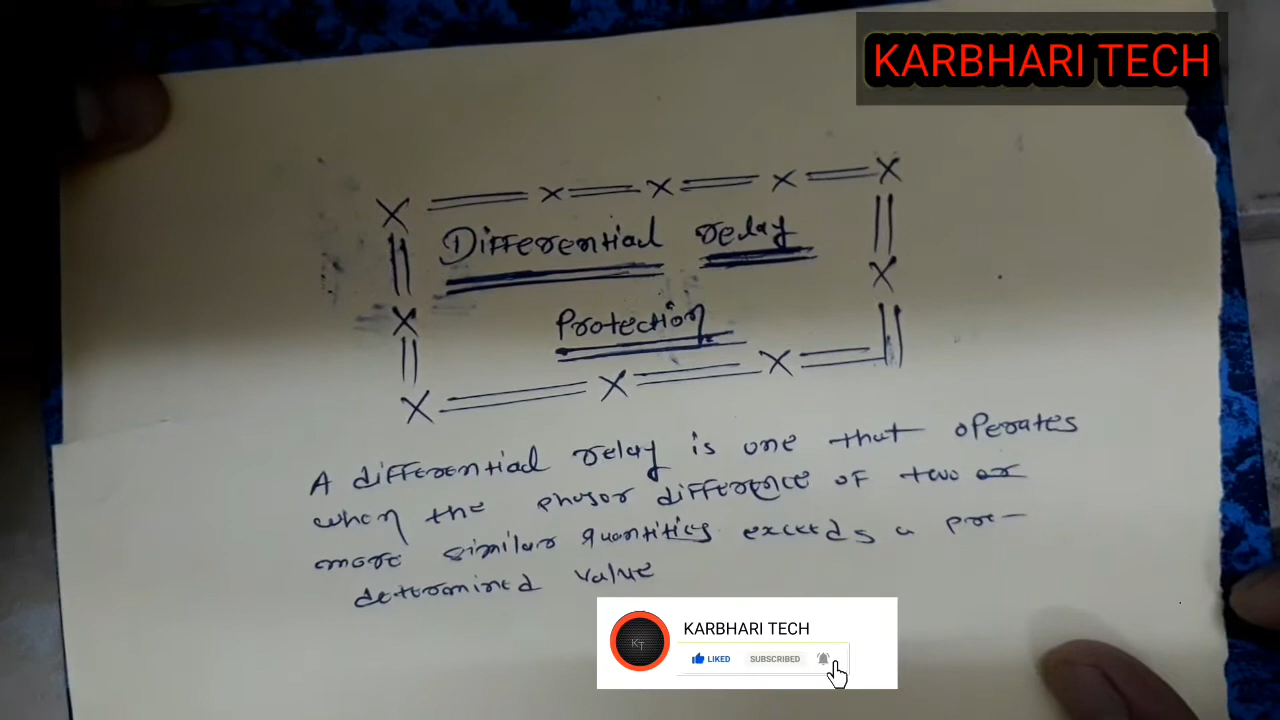 KARBHARI TECH
Differential relay
Protection
A differential relay is one that operates
when the phasor difference of two or
more similar quantities exceeds a pre-
determined value
KARBHARI TECH
KT
LIKED SUBSCRIBED